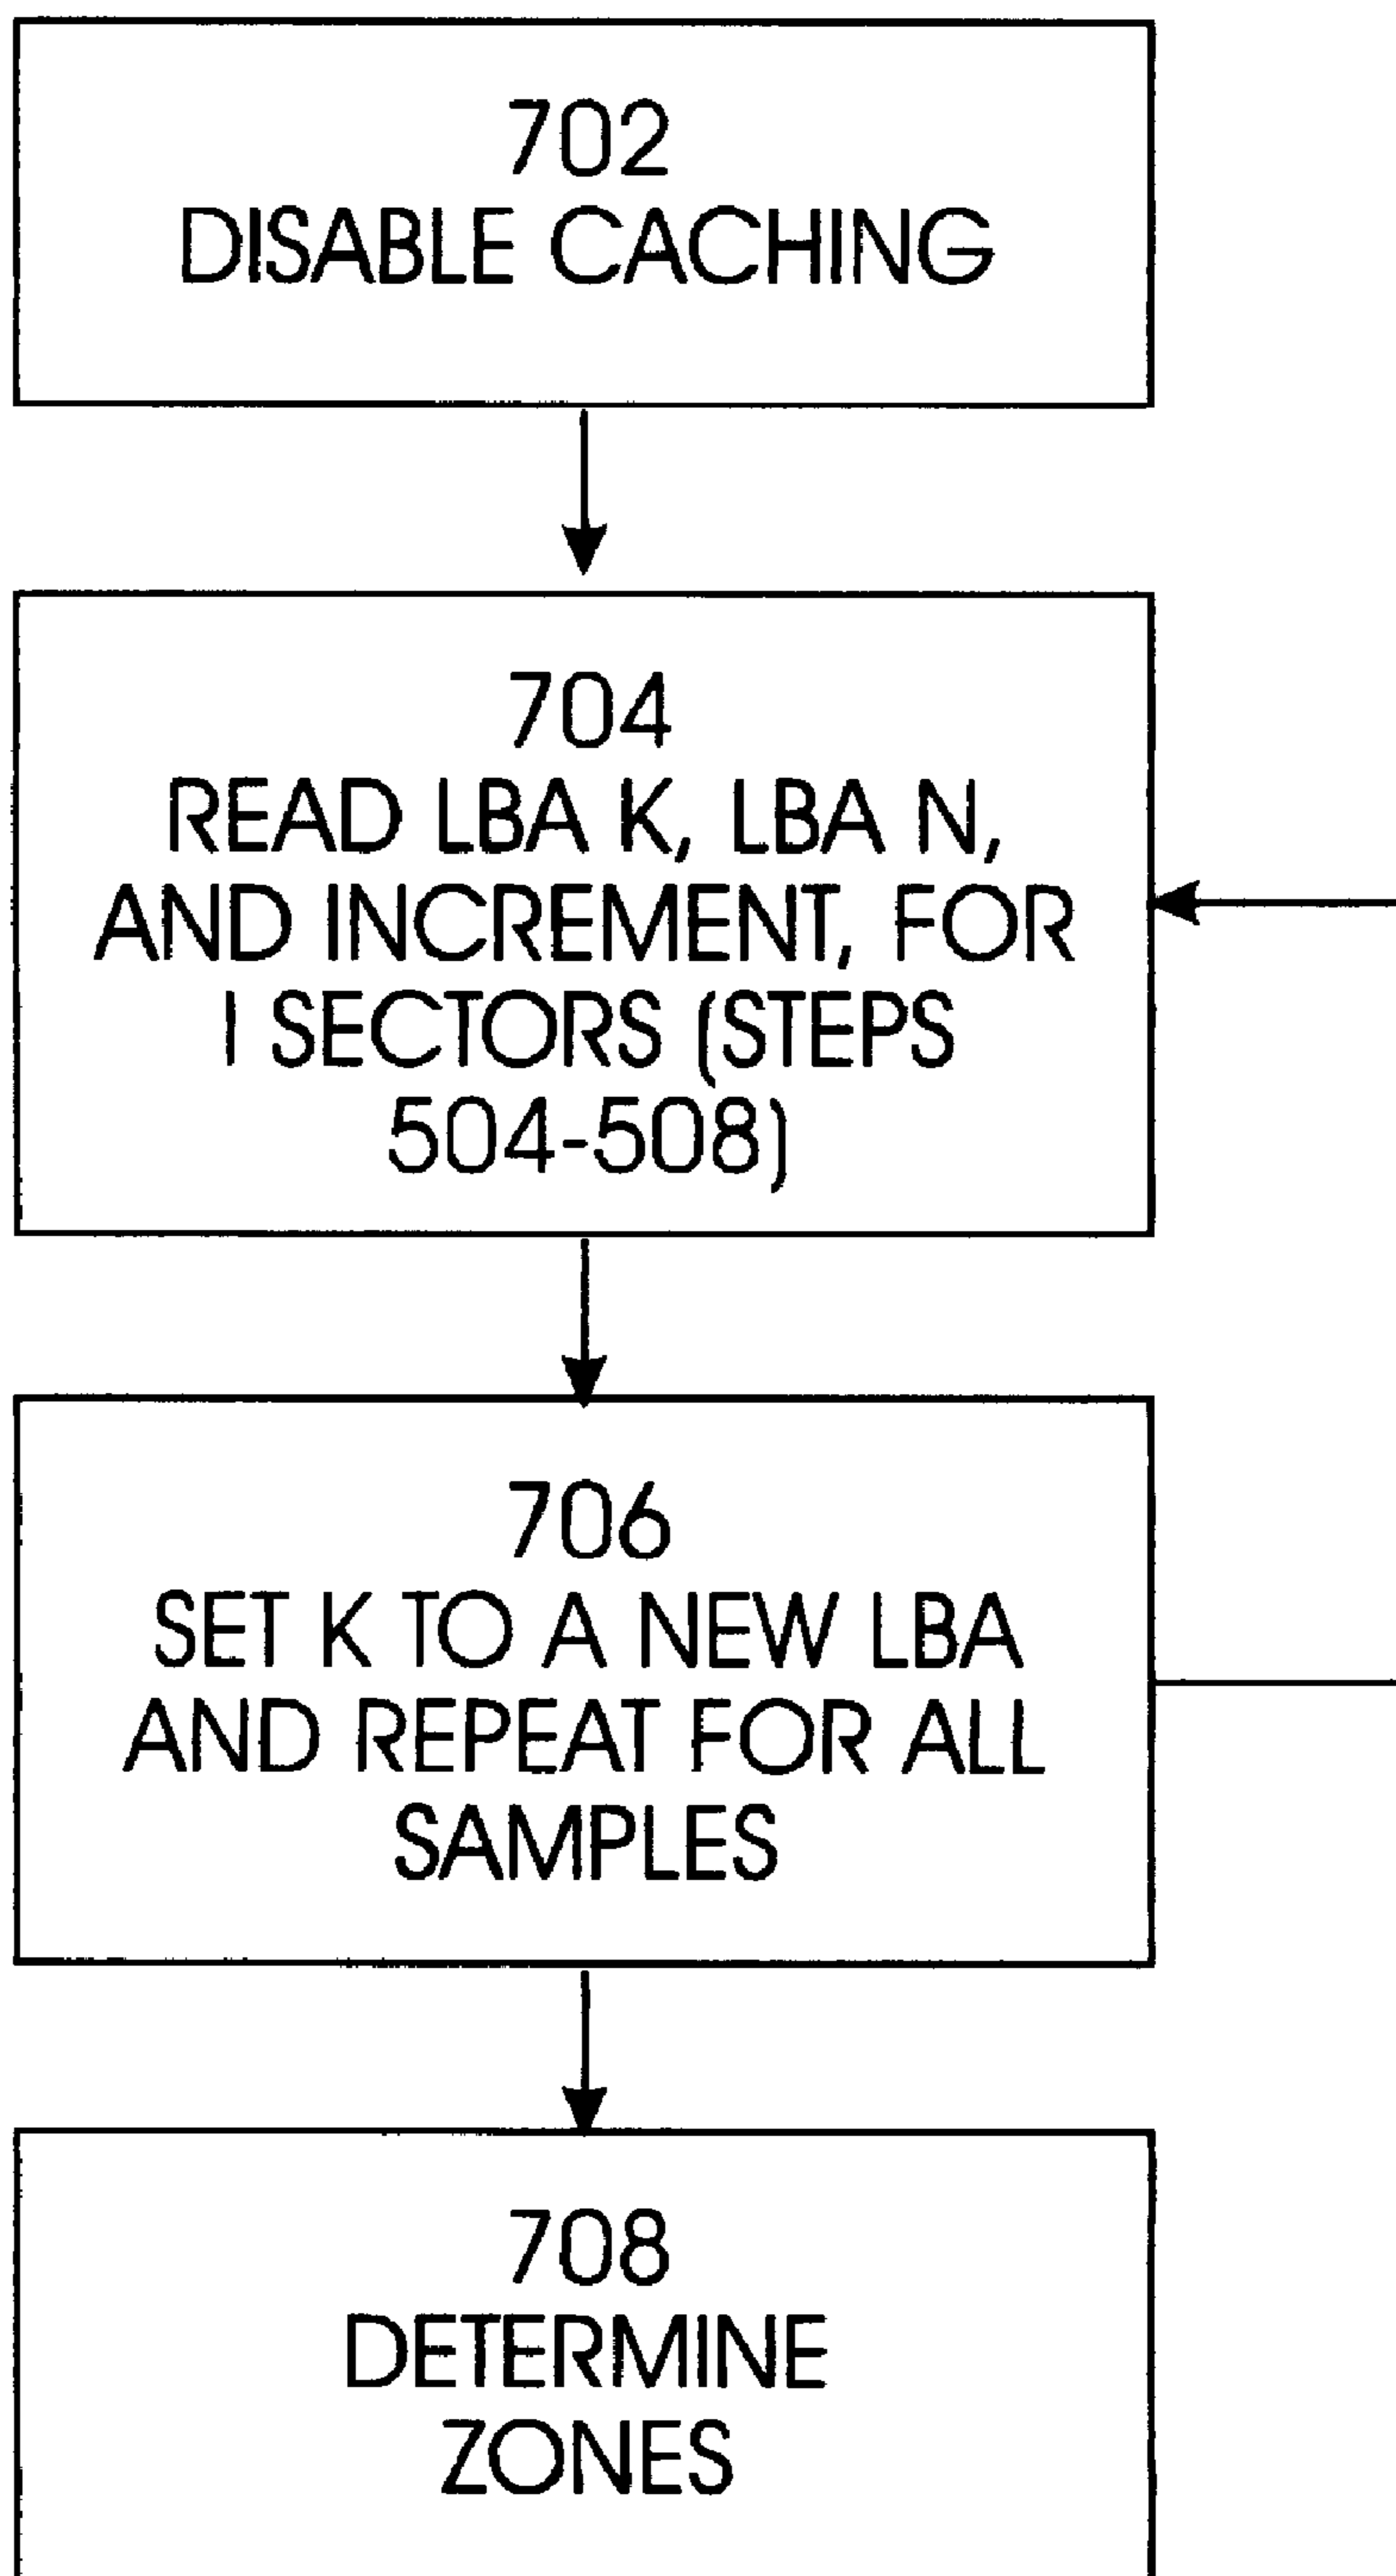 702
DISABLE CACHING
704
READ LBA K, LBA N,
AND INCREMENT, FOR
I SECTORS (STEPS
504-508)
706
SET K TO A NEW LBA
AND REPEAT FOR ALL
SAMPLES
708
DETERMINE
ZONES